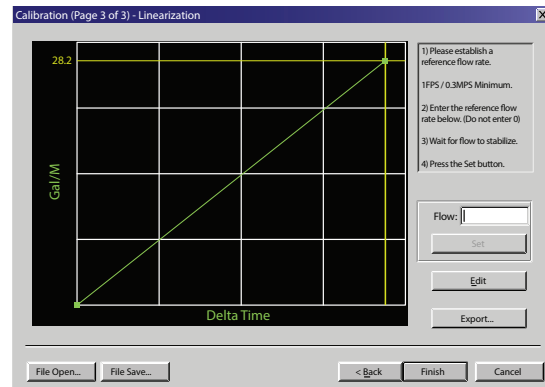 Calibration (Page 3 of 3) - Linearization
28.2
Gal/M
Delta Time
1) Please establish a
reference flow rate.
1FPS / 0.3MPS Minimum.
2) Enter the reference flow
rate below. (Do not enter 0)
3) Wait for flow to stabilize.
4) Press the Set button.
Flow:
Set
Edit
Export...
File Open...
File Save...
< Back
Finish
Cancel